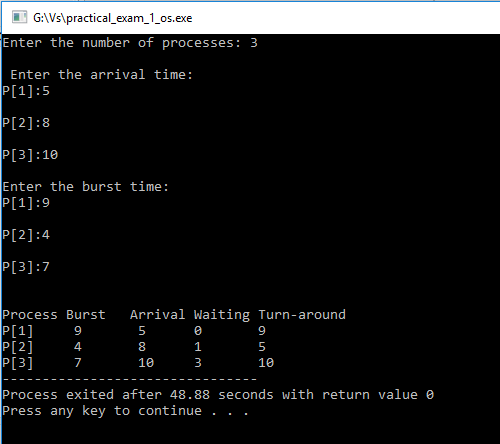 G:\Vs\practical_exam_1_os.exe
Enter the number of processes: 3
Enter the arrival time:
P[1]:5
P[2]:8
P[3]:10
Enter the burst time:
P[1]:9
P[2]:4
P[3]:7
Process Burst   Arrival Waiting Turn-around
P[1]     9       5      0       9
P[2]     4       8      1       5
P[3]     7       10     3       10
--------------------------------
Process exited after 48.88 seconds with return value 0
Press any key to continue . . .